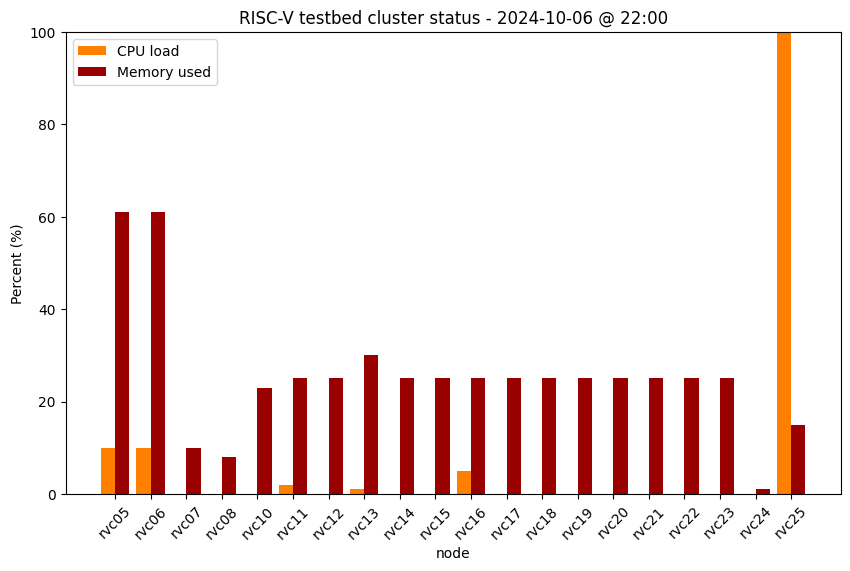 RISC-V testbed cluster status - 2024-10-06 @ 22:00
CPU load
Memory used
Percent (%)
100
80
60
40
20
0
rvc05
rvc06
rvc07
rvc08
rvc10
rvc11
rvc12
rvc13
rvc14
rvc15
rvc16
rvc17
rvc18
rvc19
rvc20
rvc21
rvc22
rvc23
rvc24
rvc25
node